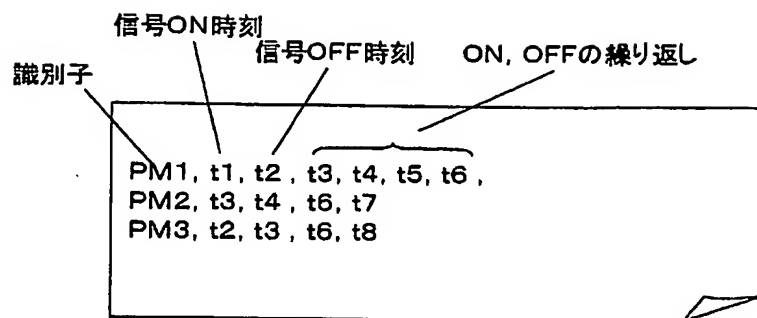 信号ON時刻
信号OFF時刻
ON, OFFの繰り返し
識別子
PM1, t1, t2 , t3, t4, t5, t6 ,
PM2, t3, t4 , t6, t7
PM3, t2, t3 , t6, t8